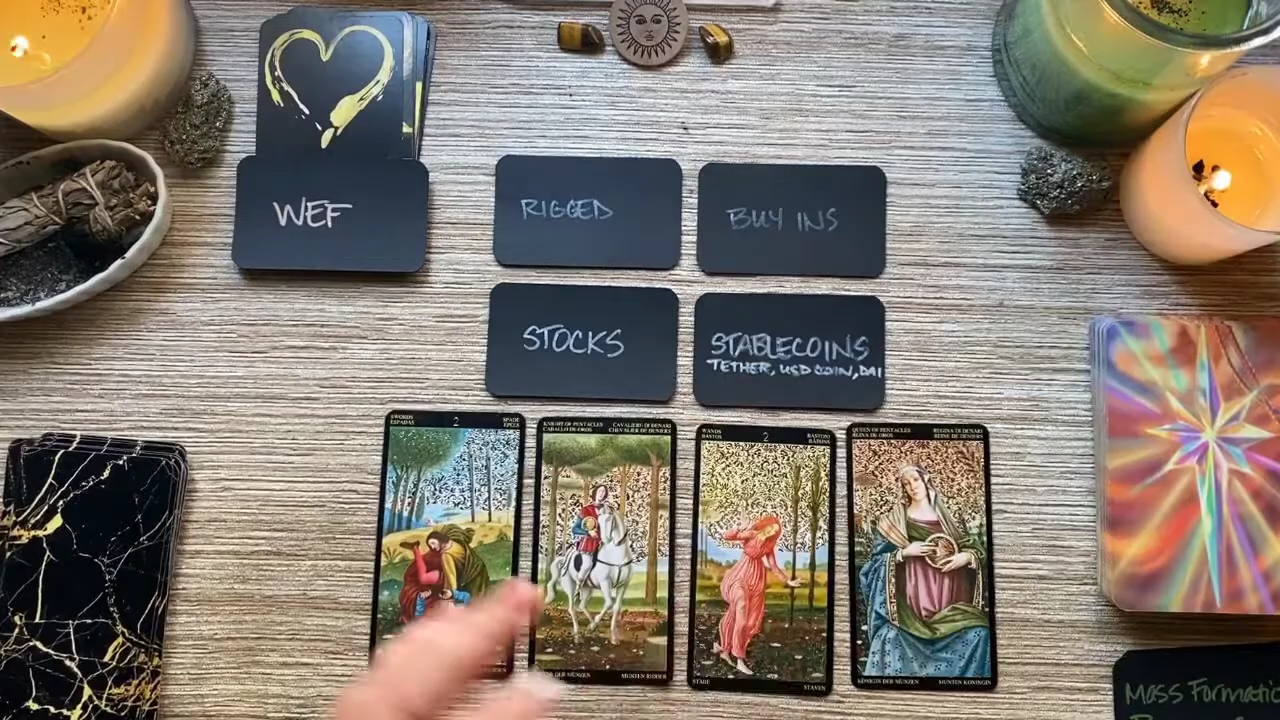 WEF
RIGGED
BUY INS
STOCKS
STABLECOINS
TETHER, USD COIN, DAI
SWORDS
ESPADAS
2
SPADE
EPEES
KNIGHT OF PENTACLES
CABALLO DE OROS
CAVALIERE DI DENARI
CHEVALIER DE DENIERS
WANDS
BASTOS
2
BASTONI
BÂTONS
QUEEN OF PENTACLES
REINA DE OROS
REGINA DI DENARI
REINE DE DENIERS
DER MÜNZEN
MUNTEN RIDDER
STÄBE
STAVEN
KÖNIGIN DER MÜNZEN
MUNTEN KONINGIN
Mass Formatio